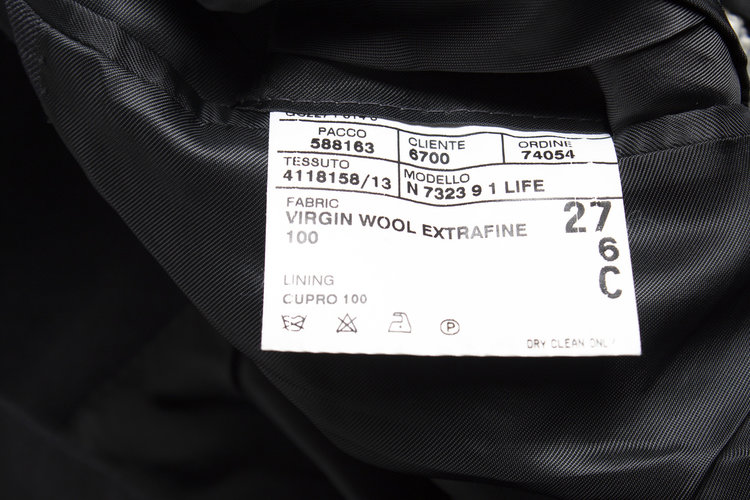 PACCO
588163
CLIENTE
6700
ORDINE
74054
TESSUTO
4118158/13
MODELLO
N 7323 9 1 LIFE
FABRIC
VIRGIN WOOL EXTRAFINE
100
27
6
C
LINING
CUPRO 100
P
DRY CLEAN ONLY